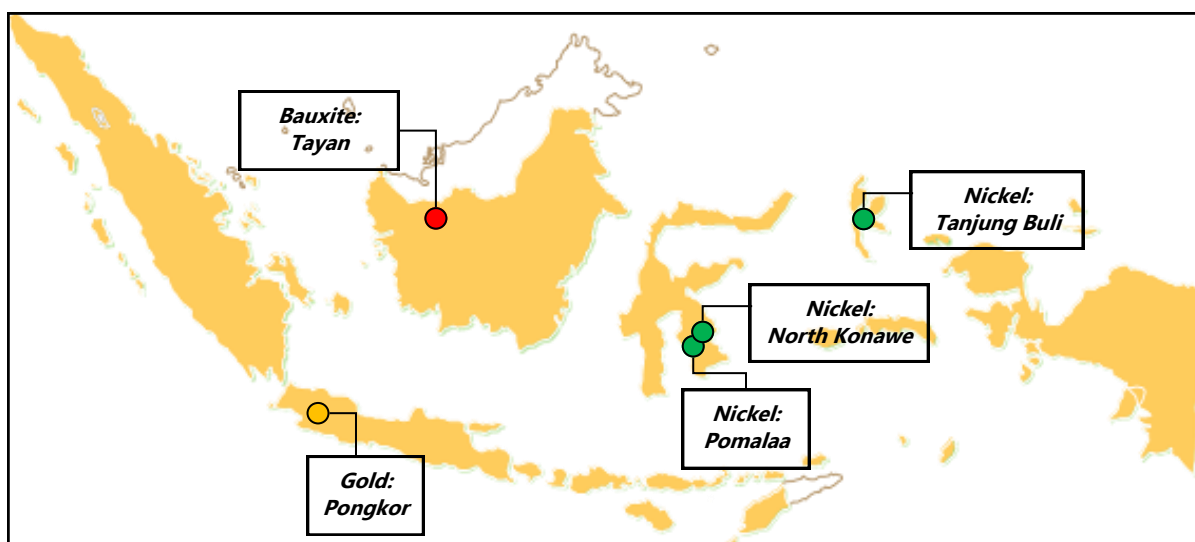 Bauxite:
Tayan
Nickel:
Tanjung Buli
Nickel:
North Konawe
Nickel:
Pomalaa
Gold:
Pongkor